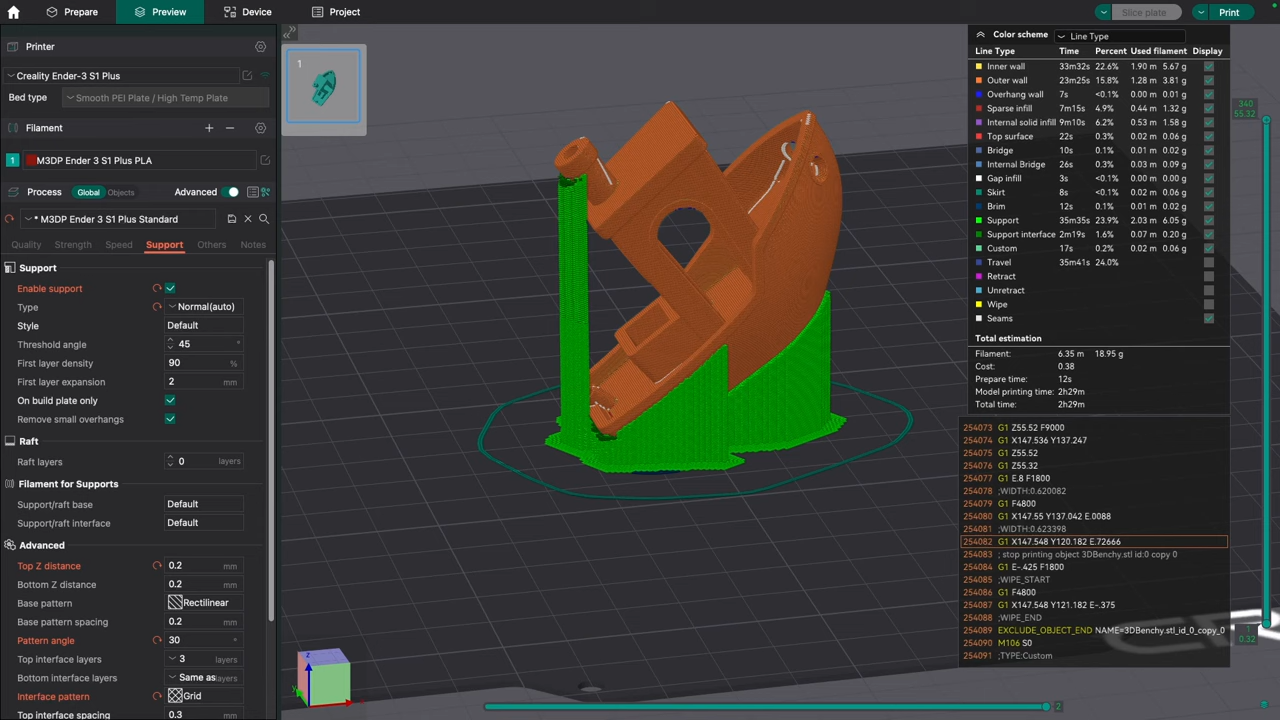 Prepare
Preview
Device
Project
Slice plate
Print
Printer
Creality Ender-3 S1 Plus
Bed type
Smooth PEI Plate / High Temp Plate
Filament
1
M3DP Ender 3 S1 Plus PLA
Process
Global
Objects
Advanced
* M3DP Ender 3 S1 Plus Standard
Quality
Strength
Speed
Support
Others
Notes
Support
Enable support
Type
Normal(auto)
Style
Default
Threshold angle
45
°
First layer density
90
%
First layer expansion
2
mm
On build plate only
Remove small overhangs
Raft
Raft layers
0
layers
Filament for Supports
Support/raft base
Default
Support/raft interface
Default
Advanced
Top Z distance
0.2
mm
Bottom Z distance
0.2
mm
Base pattern
Rectilinear
Base pattern spacing
0.2
mm
Pattern angle
30
°
Top interface layers
3
layers
Bottom interface layers
Same as
layers
Interface pattern
Grid
Top interface spacing
0.3
mm
1
z
y
Color scheme
Line Type
Line Type Time Percent Used filament Display
Inner wall 33m32s 22.6% 1.90 m 5.67 g
Outer wall 23m25s 15.8% 1.28 m 3.81 g
Overhang wall 7s <0.1% 0.00 m 0.01 g
Sparse infill 7m15s 4.9% 0.44 m 1.32 g
Internal solid infill 9m10s 6.2% 0.53 m 1.58 g
Top surface 22s 0.3% 0.02 m 0.06 g
Bridge 10s 0.1% 0.01 m 0.02 g
Internal Bridge 26s 0.3% 0.03 m 0.09 g
Gap infill 3s <0.1% 0.00 m 0.00 g
Skirt 8s <0.1% 0.02 m 0.06 g
Brim 12s 0.1% 0.01 m 0.02 g
Support 35m35s 23.9% 2.03 m 6.05 g
Support interface 2m19s 1.6% 0.07 m 0.20 g
Custom 17s 0.2% 0.02 m 0.06 g
Travel 35m41s 24.0%
Retract
Unretract
Wipe
Seams
Total estimation
Filament: 6.35 m 18.95 g
Cost: 0.38
Prepare time: 12s
Model printing time: 2h29m
Total time: 2h29m
254073 G1 Z55.52 F9000
254074 G1 X147.536 Y137.247
254075 G1 Z55.52
254076 G1 Z55.32
254077 G1 E.8 F1800
254078 ;WIDTH:0.620082
254079 G1 F4800
254080 G1 X147.55 Y137.042 E.0088
254081 ;WIDTH:0.623398
254082 G1 X147.548 Y120.182 E.72666
254083 ; stop printing object 3DBenchy.stl id:0 copy 0
254084 G1 E-.425 F1800
254085 ;WIPE_START
254086 G1 F4800
254087 G1 X147.548 Y121.182 E-.375
254088 ;WIPE_END
254089 EXCLUDE_OBJECT_END NAME=3DBenchy.stl_id_0_copy_0
254090 M106 S0
254091 ;TYPE:Custom
340
55.32
1
0.32
2